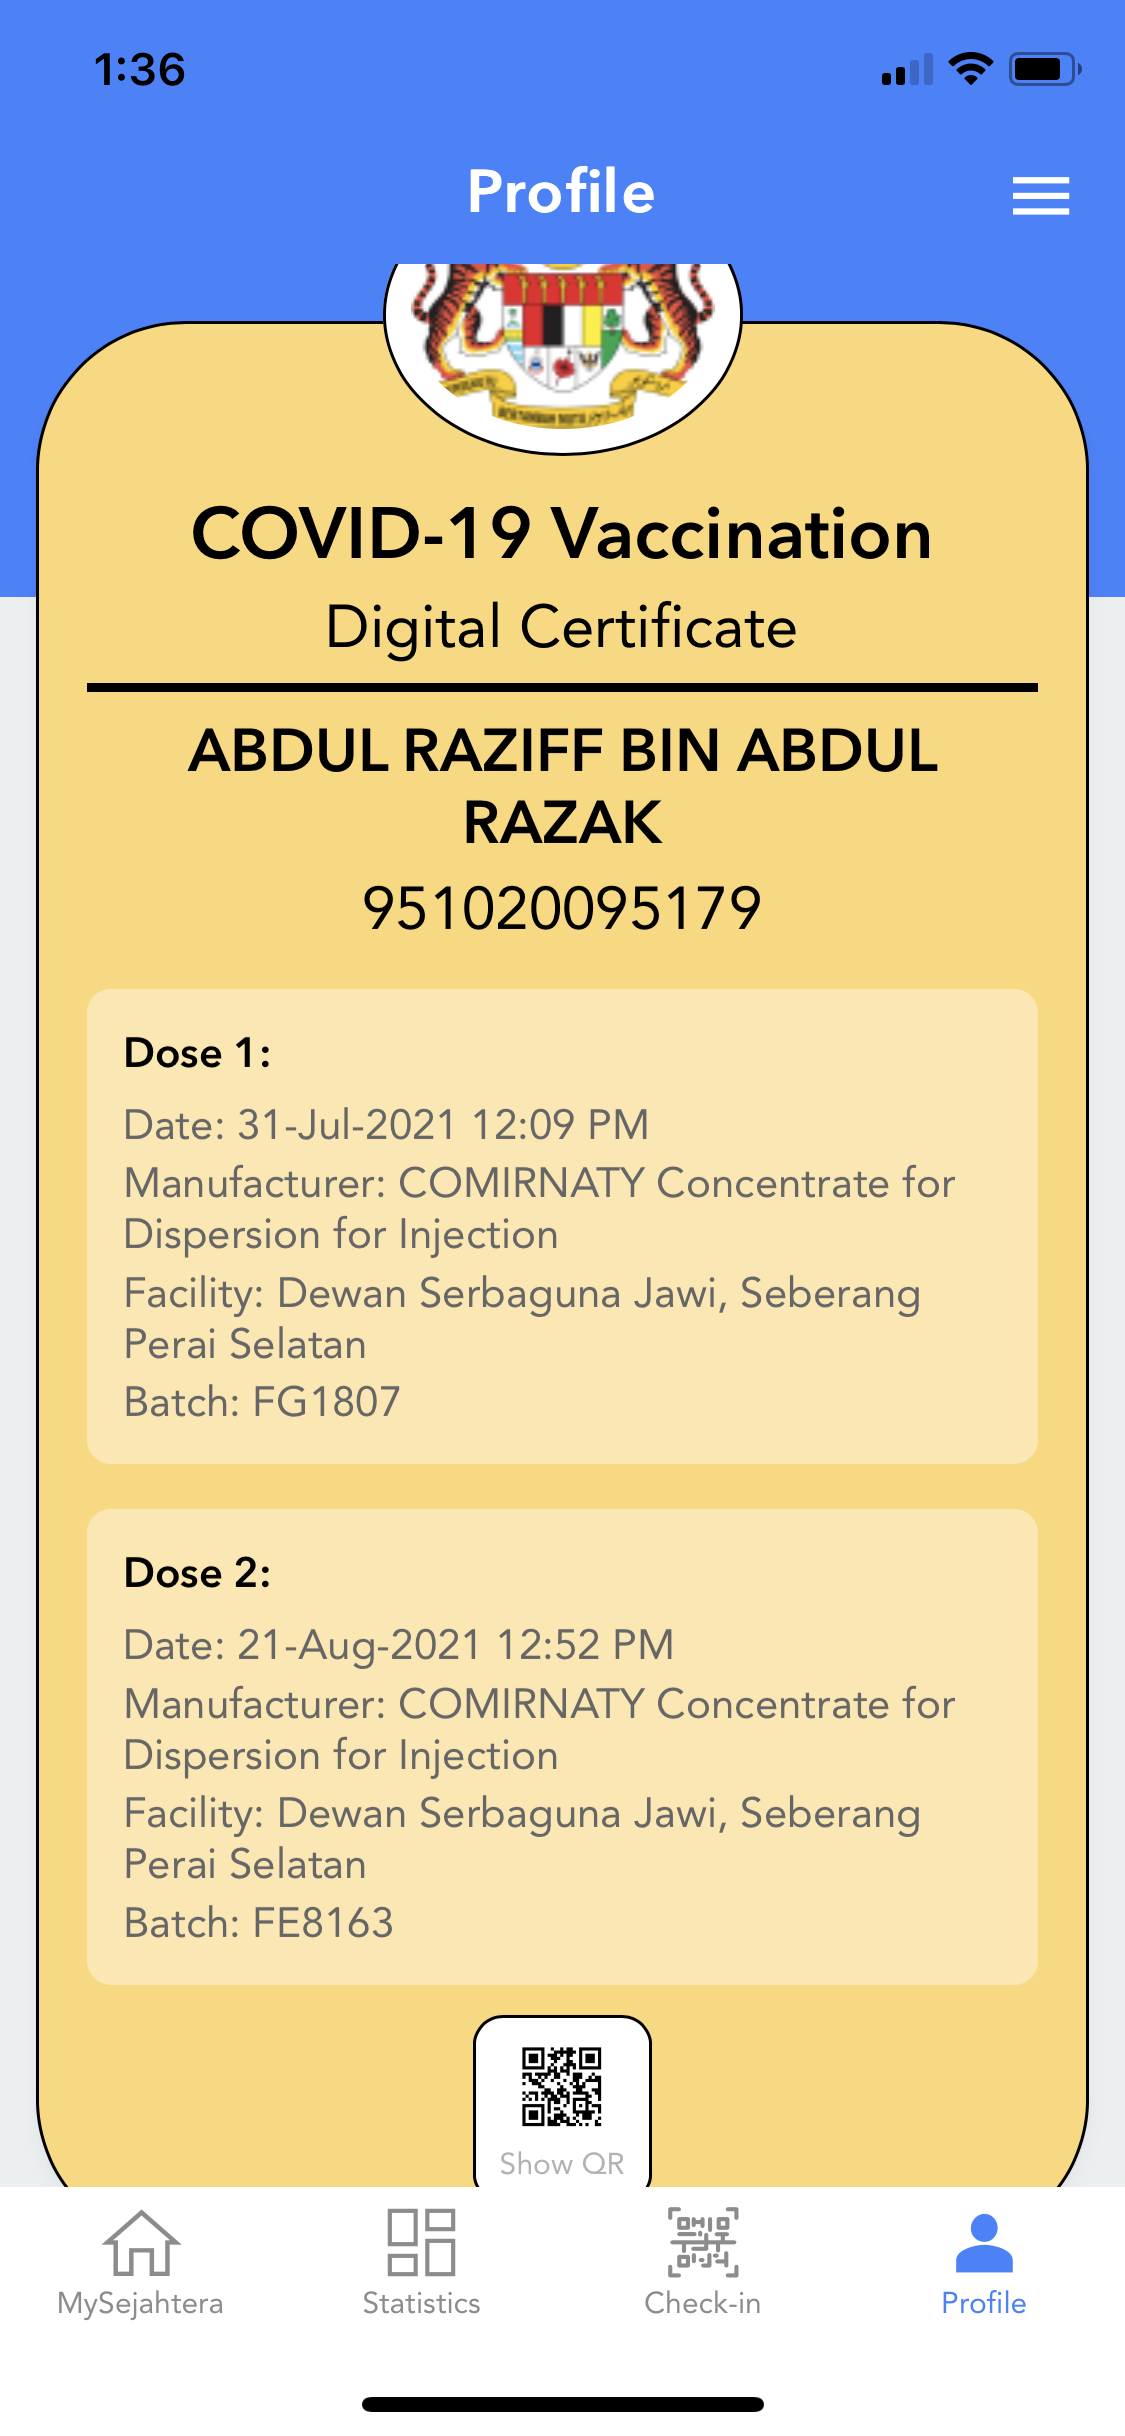 1:36
Profile
COVID-19 Vaccination
Digital Certificate
ABDUL RAZIFF BIN ABDUL
RAZAK
951020095179
Dose 1:
Date: 31-Jul-2021 12:09 PM
Manufacturer: COMIRNATY Concentrate for
Dispersion for Injection
Facility: Dewan Serbaguna Jawi, Seberang
Perai Selatan
Batch: FG1807
Dose 2:
Date: 21-Aug-2021 12:52 PM
Manufacturer: COMIRNATY Concentrate for
Dispersion for Injection
Facility: Dewan Serbaguna Jawi, Seberang
Perai Selatan
Batch: FE8163
Show QR
MySejahtera
Statistics
Check-in
Profile